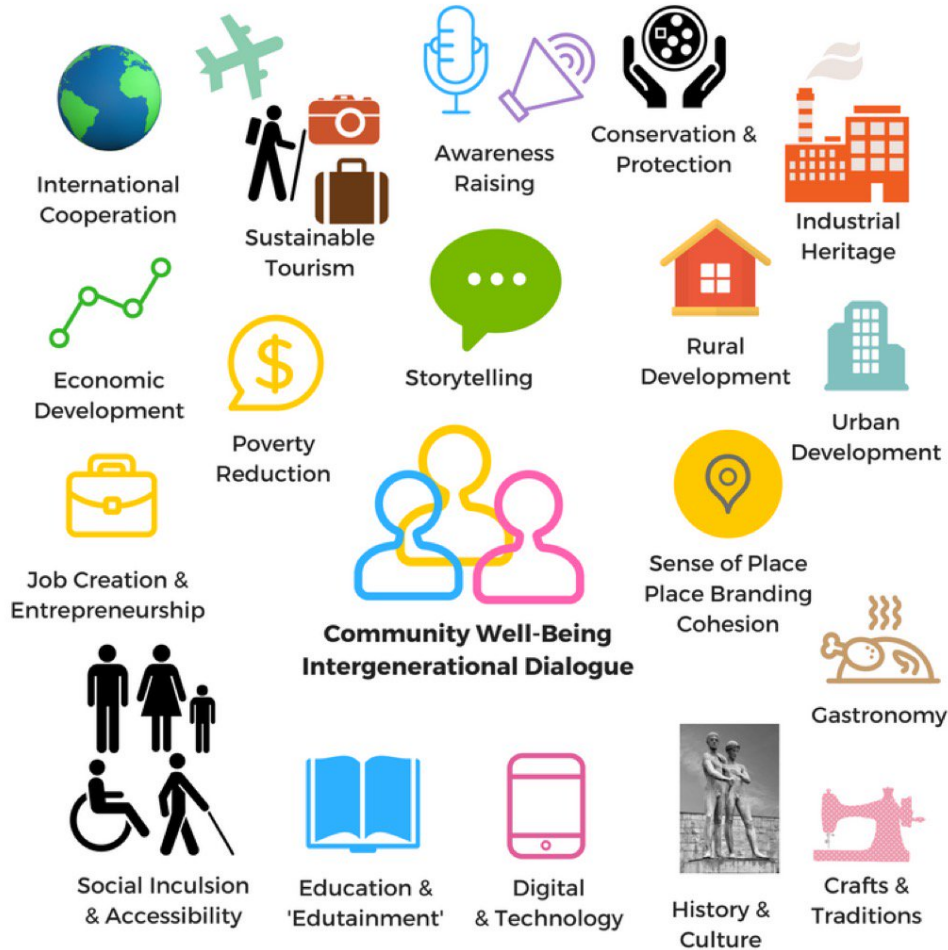 International
Cooperation
Sustainable
Tourism
Awareness
Raising
Conservation &
Protection
Industrial
Heritage
Economic
Development
Poverty
Reduction
Storytelling
Rural
Development
Urban
Development
Job Creation &
Entrepreneurship
Community Well-Being
Intergenerational Dialogue
Sense of Place
Place Branding
Cohesion
Gastronomy
Social Inculsion
& Accessibility
Education &
'Edutainment'
Digital
& Technology
History &
Culture
Crafts &
Traditions